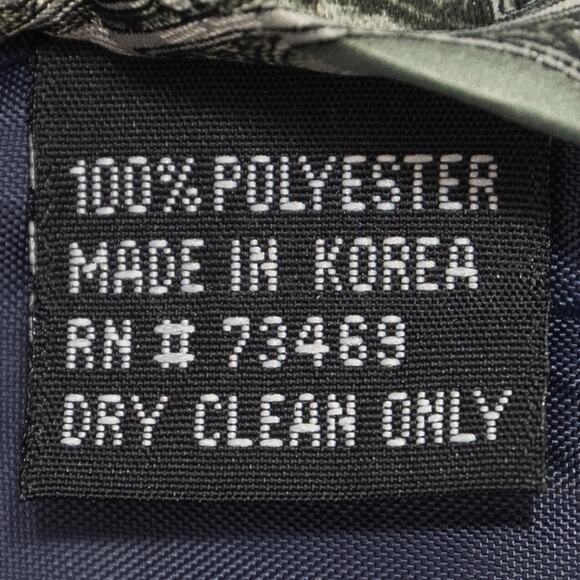 100% POLYESTER
MADE IN KOREA
RN # 73469
DRY CLEAN ONLY